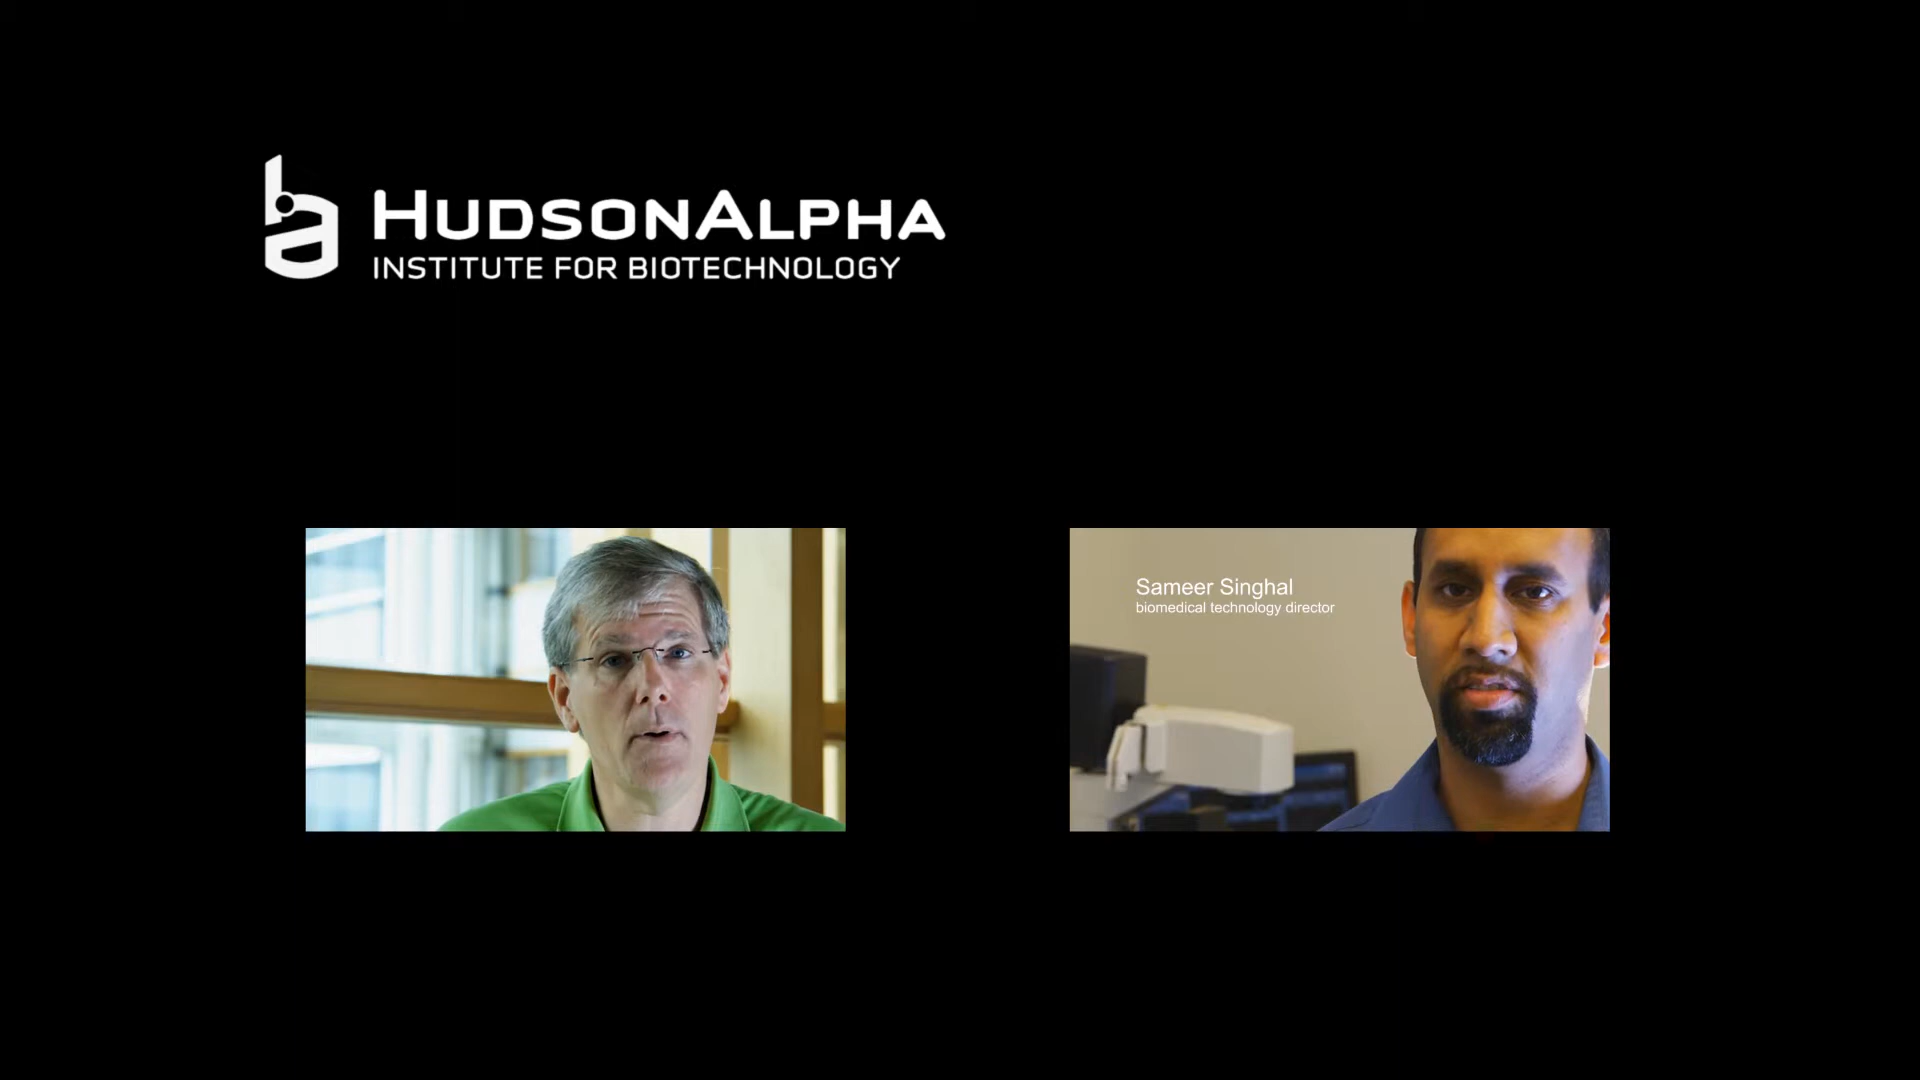 HUDSONALPHA
INSTITUTE FOR BIOTECHNOLOGY
Sameer Singhal
biomedical technology director